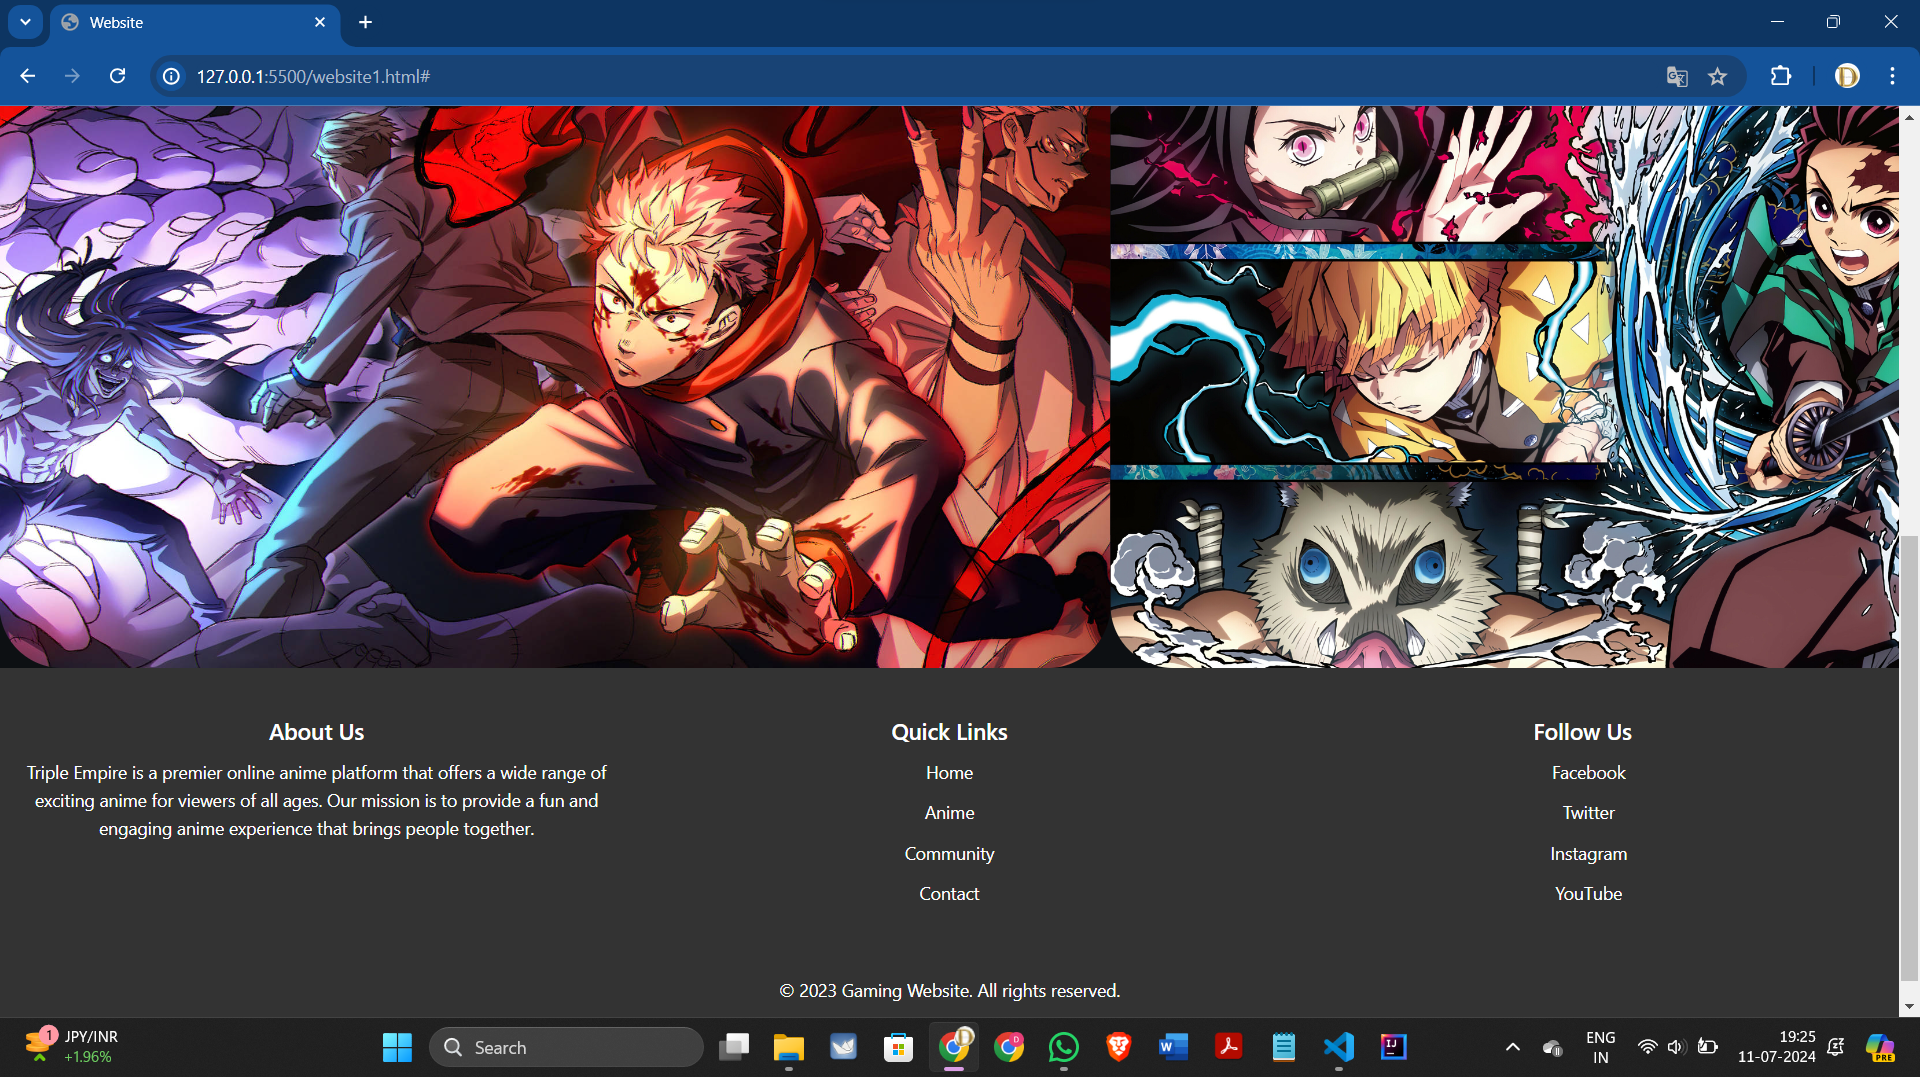 Website
127.0.0.1:5500/website1.html#
About Us
Triple Empire is a premier online anime platform that offers a wide range of
exciting anime for viewers of all ages. Our mission is to provide a fun and
engaging anime experience that brings people together.
Quick Links
Home
Anime
Community
Contact
Follow Us
Facebook
Twitter
Instagram
YouTube
© 2023 Gaming Website. All rights reserved.
1
JPY/INR
+1.96%
Search
D
D
W
IJ
ENG
IN
19:25
11-07-2024
PRE